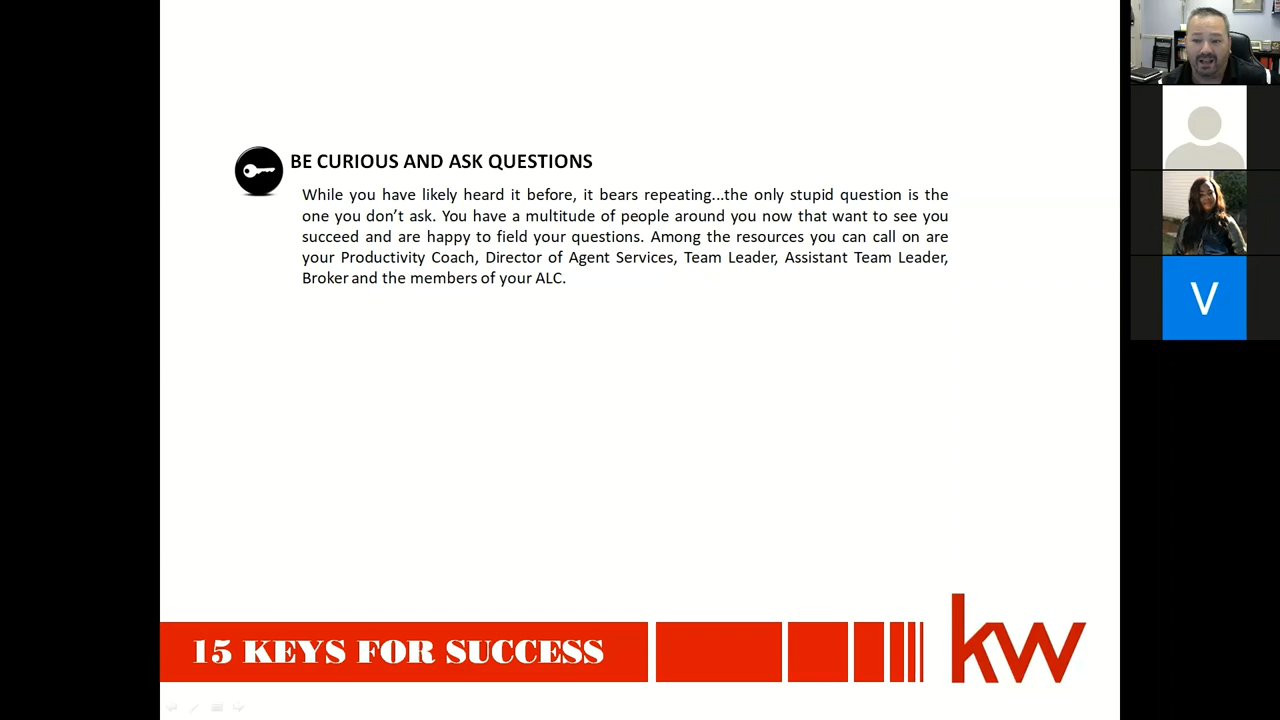 BE CURIOUS AND ASK QUESTIONS
While you have likely heard it before, it bears repeating...the only stupid question is the
one you don’t ask. You have a multitude of people around you now that want to see you
succeed and are happy to field your questions. Among the resources you can call on are
your Productivity Coach, Director of Agent Services, Team Leader, Assistant Team Leader,
Broker and the members of your ALC.
V
15 KEYS FOR SUCCESS
kw